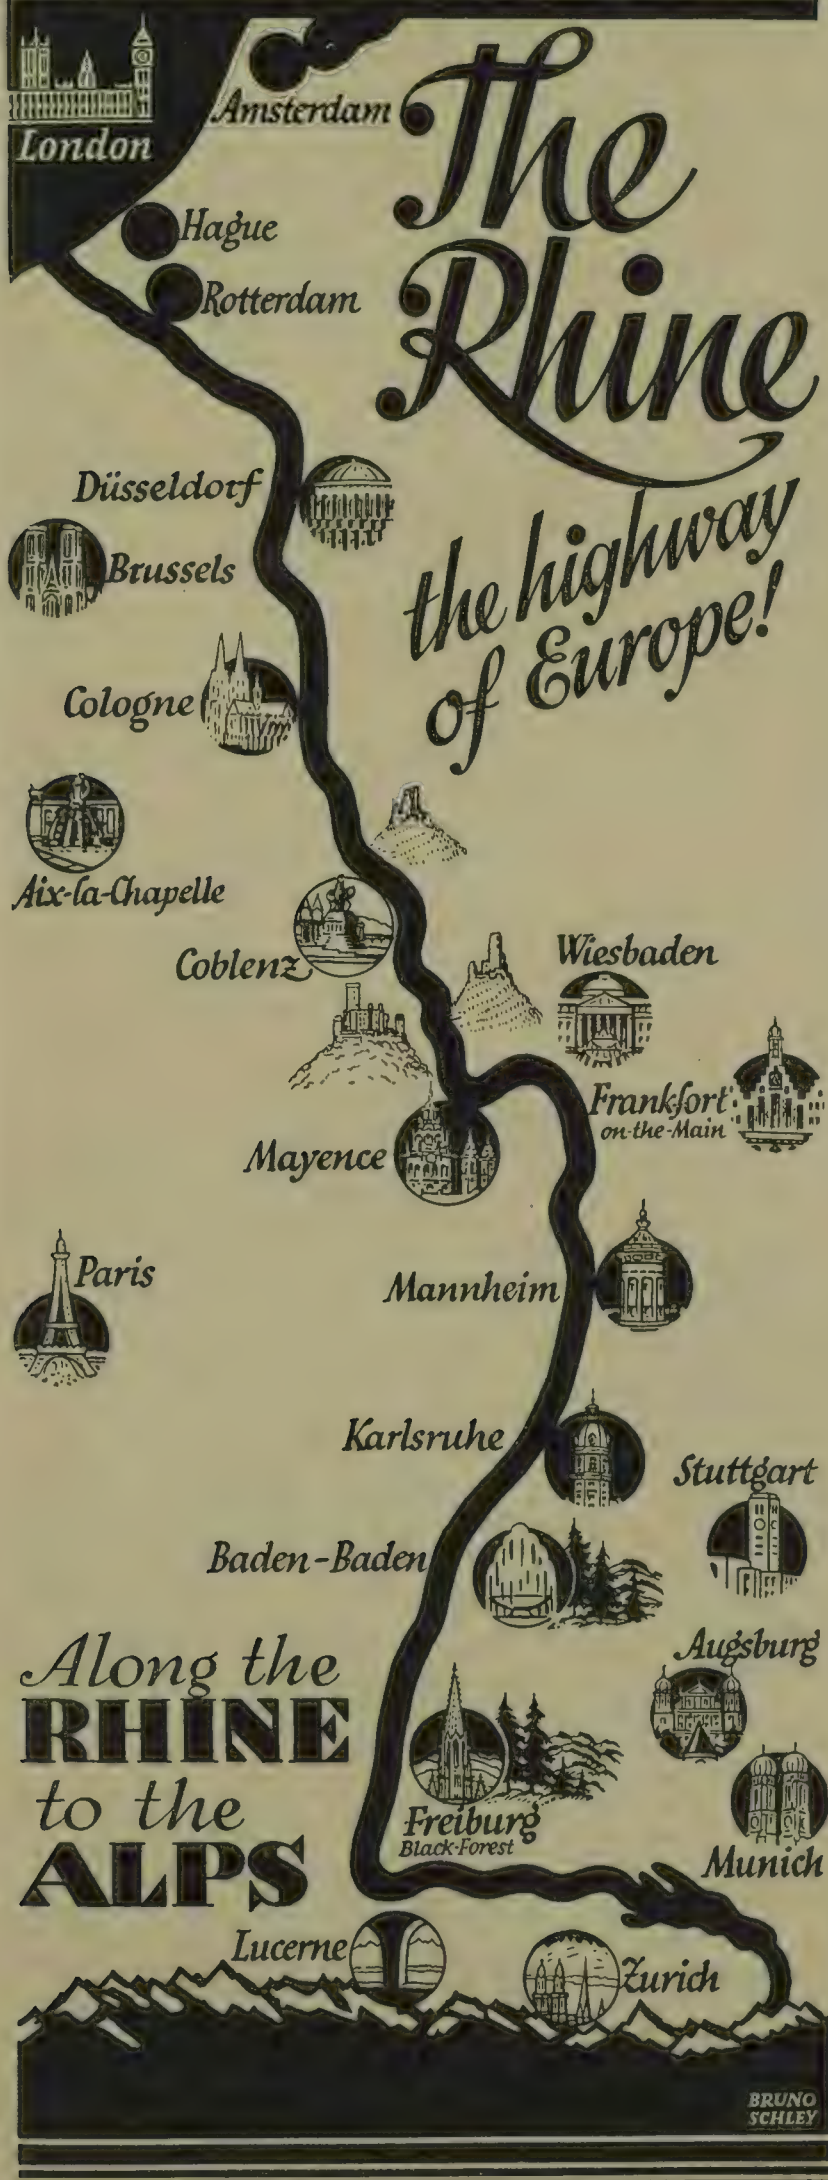 London
Amsterdam
The
Rhine
Hague
Rotterdam
the highway
of Europe!
Düsseldorf
Brussels
Cologne
Aix-la-Chapelle
Coblenz
Wiesbaden
Frankfort
on-the-Main
Mayence
Paris
Mannheim
Karlsruhe
Stuttgart
Baden-Baden
Augsburg
Along the
RHINE
to the
ALPS
Freiburg
Black-Forest
Munich
Lucerne
Zurich
BRUNO
SCHLEY